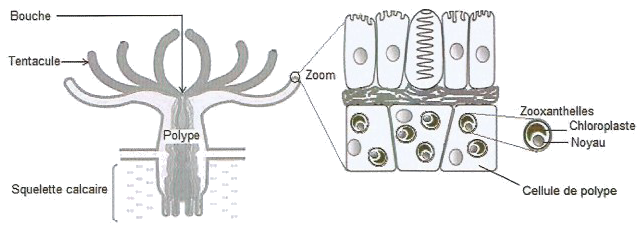 Bouche
Tentacule
Zoom
Polype
Squelette calcaire
Zooxanthelles
Chloroplaste
Noyau
Cellule de polype